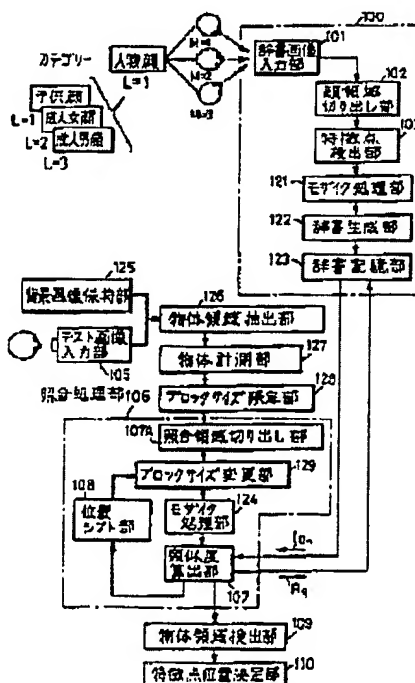 100
カテゴリー
人物顔
L=1
M=1
M=2
M=3
辞書画像
入力部
101
子供顔
L=1
成人女顔
L=2
成人男顔
L=3
顔領域
切り出し部
102
特徴点
検出部
モザイク処理部
121
辞書生成部
122
辞書記憶部
123
背景画像保持部
125
テスト画像
入力部
105
物体領域抽出部
126
物体計測部
127
ブロックサイズ限定部
128
照合処理部
106
照合領域切り出し部
107A
ブロックサイズ変更部
129
位置
シフト部
108
モザイク
処理部
124
類似度
算出部
107
物体領域検出部
109
特徴点位置決定部
110